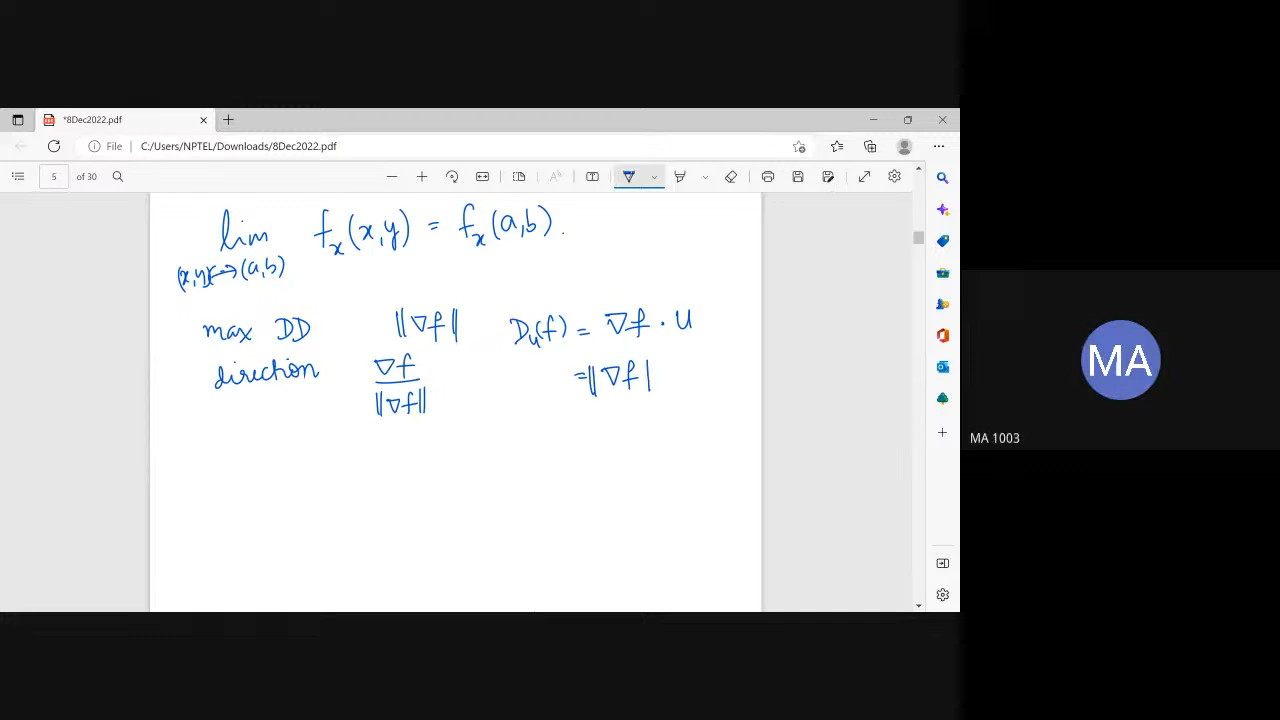 *8Dec2022.pdf
File C:/Users/NPTEL/Downloads/8Dec2022.pdf
5 of 30
lim f_x(x,y) = f_x(a,b).
(x,y)→(a,b)
max DD ‖∇f‖ D_u(f) = ∇f · u
direction ∇f/‖∇f‖ =‖∇f|
MA
MA 1003